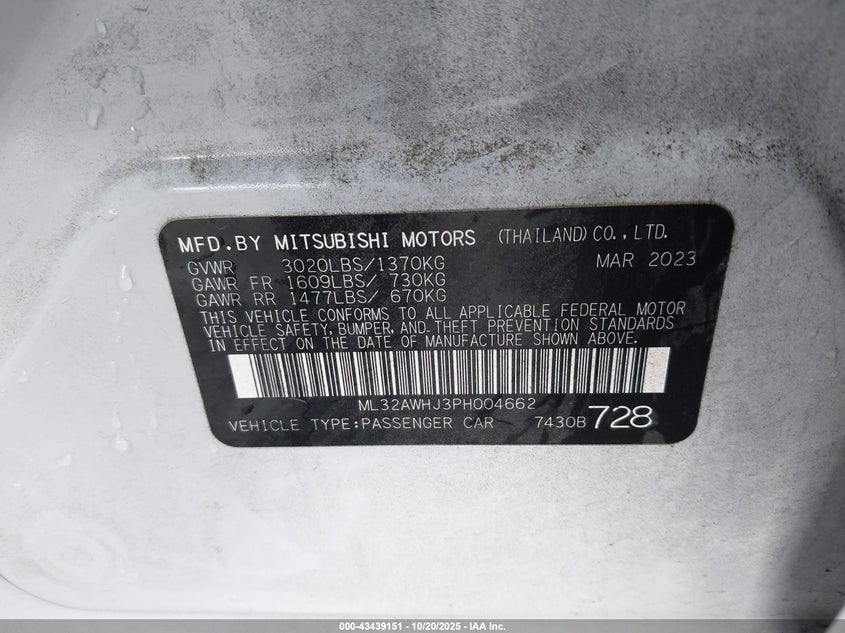 MFD.BY MITSUBISHI MOTORS (THAILAND)CO.,LTD.
GVWR 3020LBS/1370KG MAR 2023
GAWR FR 1609LBS/ 730KG
GAWR RR 1477LBS/ 670KG
THIS VEHICLE CONFORMS TO ALL APPLICABLE FEDERAL MOTOR
VEHICLE SAFETY, BUMPER, AND THEFT PREVENTION STANDARDS
IN EFFECT ON THE DATE OF MANUFACTURE SHOWN ABOVE.
ML32AWHJ3PH004662
VEHICLE TYPE:PASSENGER CAR 7430B 728
000-43439151 | 10/20/2025 - IAA Inc.